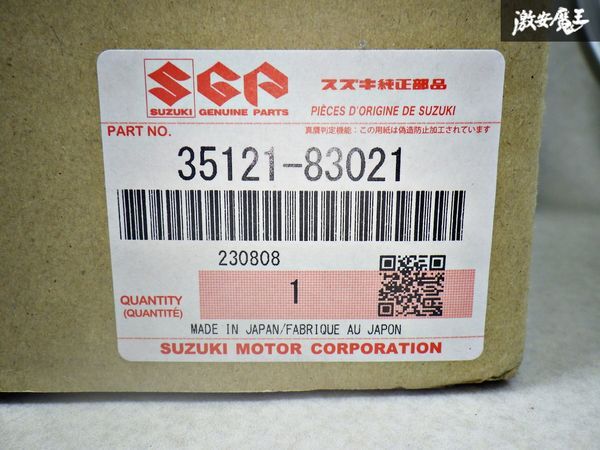 激安魔王
SGP
SUZUKI GENUINE PARTS
スズキ純正部品
PIÈCES D'ORIGINE DE SUZUKI
PART NO.
真贋判定機能:この用紙は偽造防止加工されています
35121-83021
230808
QUANTITY
(QUANTITÉ)
1
MADE IN JAPAN/FABRIQUE AU JAPON
SUZUKI MOTOR CORPORATION